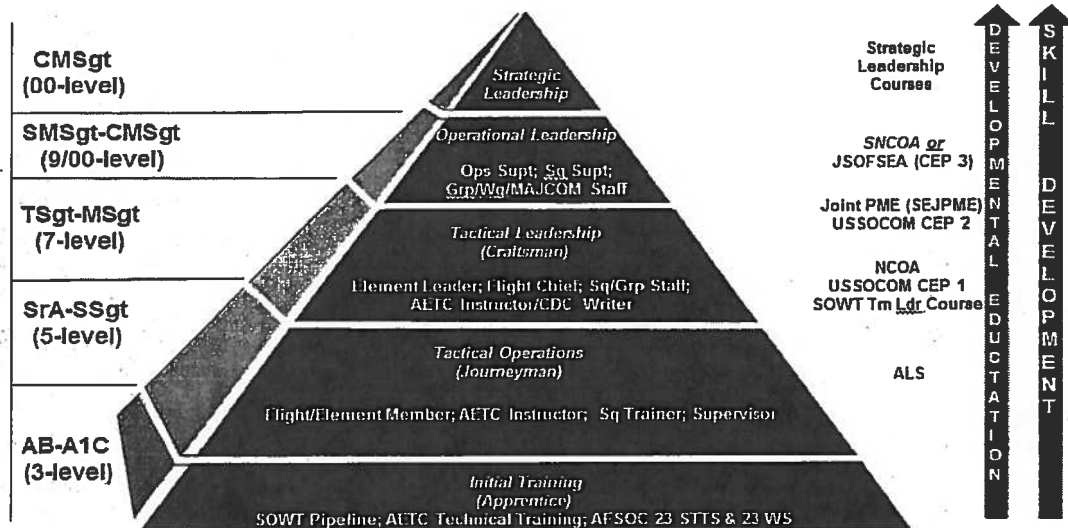 CMSgt
(00-level)
SMSgt-CMSgt
(9/00-level)
TSgt-MSgt
(7-level)
SrA-SSgt
(5-level)
AB-A1C
(3-level)
Strategic
Leadership
Operational Leadership
Ops Supt; Sq Supt;
Grp/Wg/MAJCOM Staff
Tactical Leadership
(Craftsman)
Element Leader; Flight Chief; Sq/Grp Staff;
AETC Instructor/CDC Writer
Tactical Operations
(Journeyman)
Flight/Element Member; AETC Instructor; Sq Trainer; Supervisor
Initial Training
(Apprentice)
SOWT Pipeline; AETC Technical Training; AFSOC 23 STTS & 23 WS
Strategic
Leadership
Courses
SNCOA or
JSOFSEA (CEP 3)
Joint PME (SEJPME)
USSOCOM CEP 2
NCOA
USSOCOM CEP 1
SOWT Tm Ldr Course
ALS
DEVELOPMENTAL EDUCTATION
SKILL DEVELOPMENT